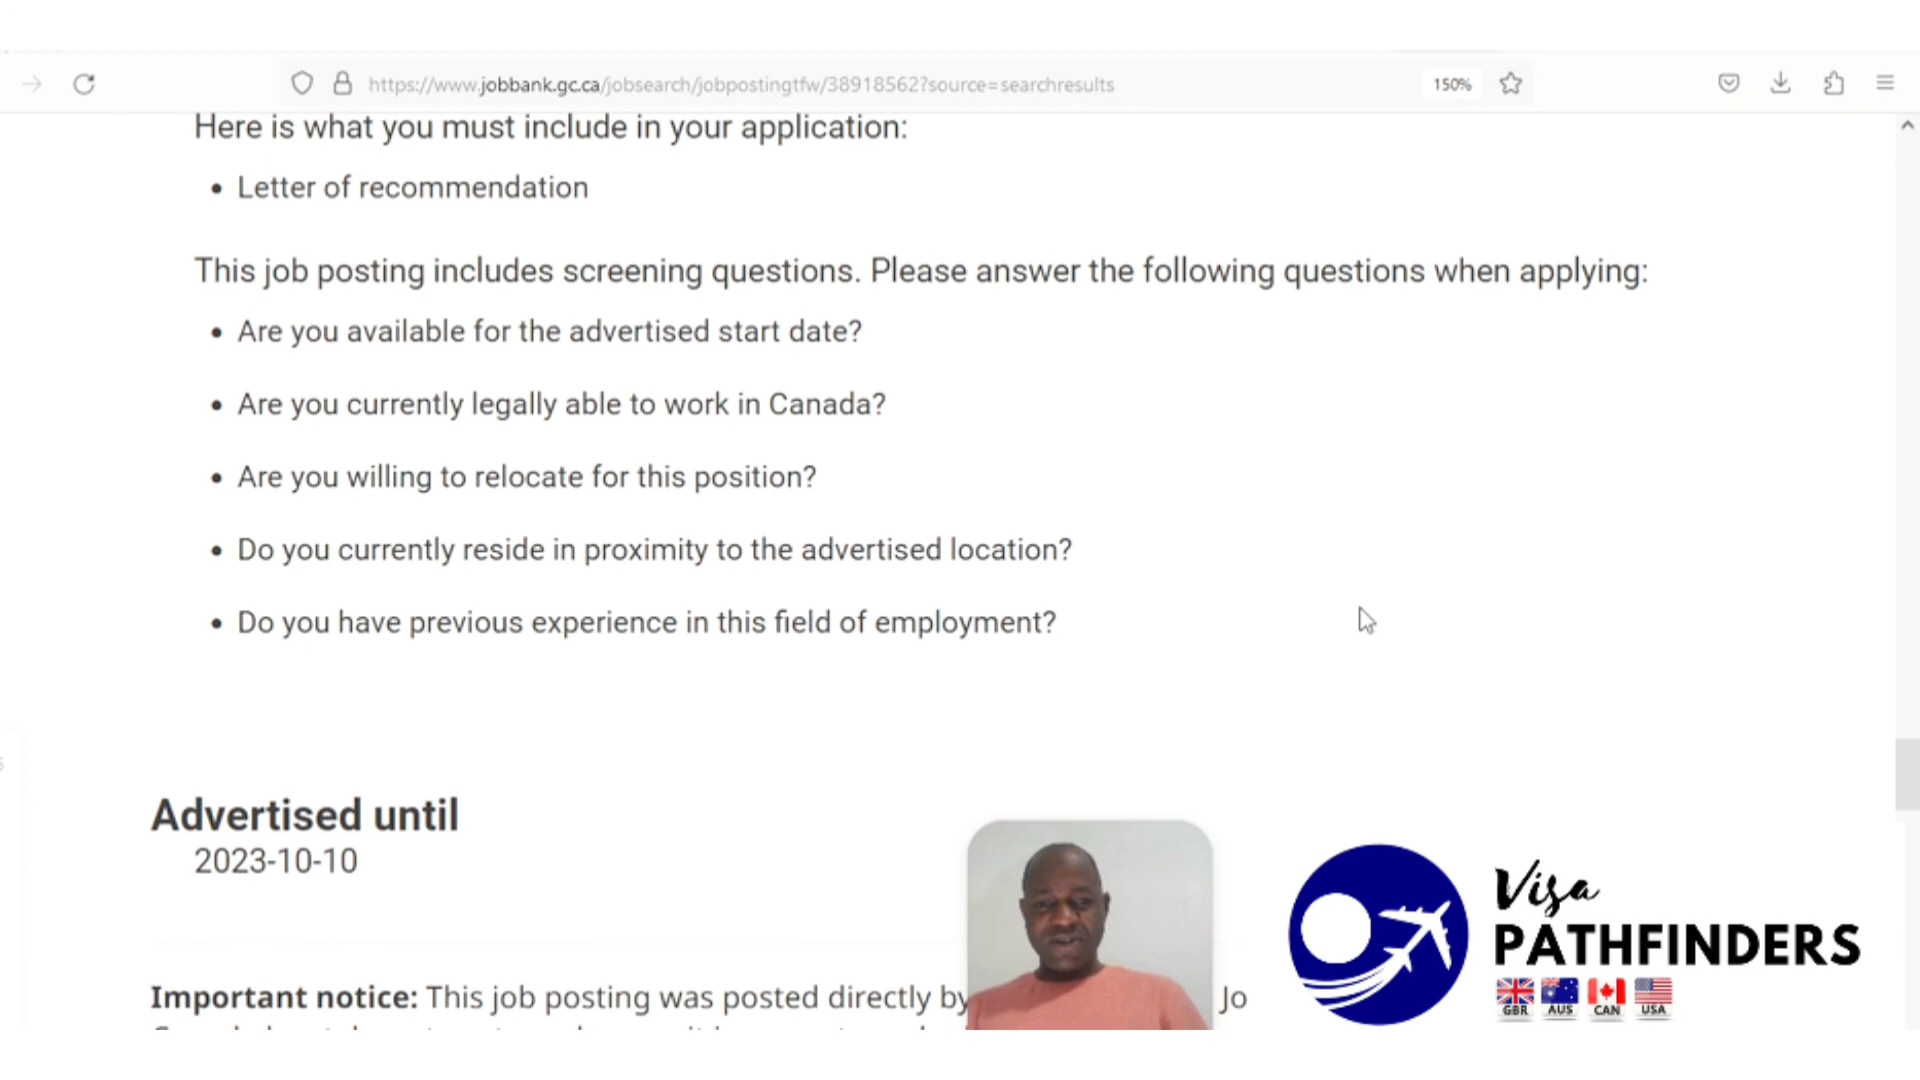 https://www.jobbank.gc.ca/jobsearch/jobpostingtfw/38918562?source=searchresults
150%
Here is what you must include in your application:
• Letter of recommendation
This job posting includes screening questions. Please answer the following questions when applying:
• Are you available for the advertised start date?
• Are you currently legally able to work in Canada?
• Are you willing to relocate for this position?
• Do you currently reside in proximity to the advertised location?
• Do you have previous experience in this field of employment?
Advertised until
2023-10-10
Important notice: This job posting was posted directly by Jo
Visa
PATHFINDERS
GBR AUS CAN USA